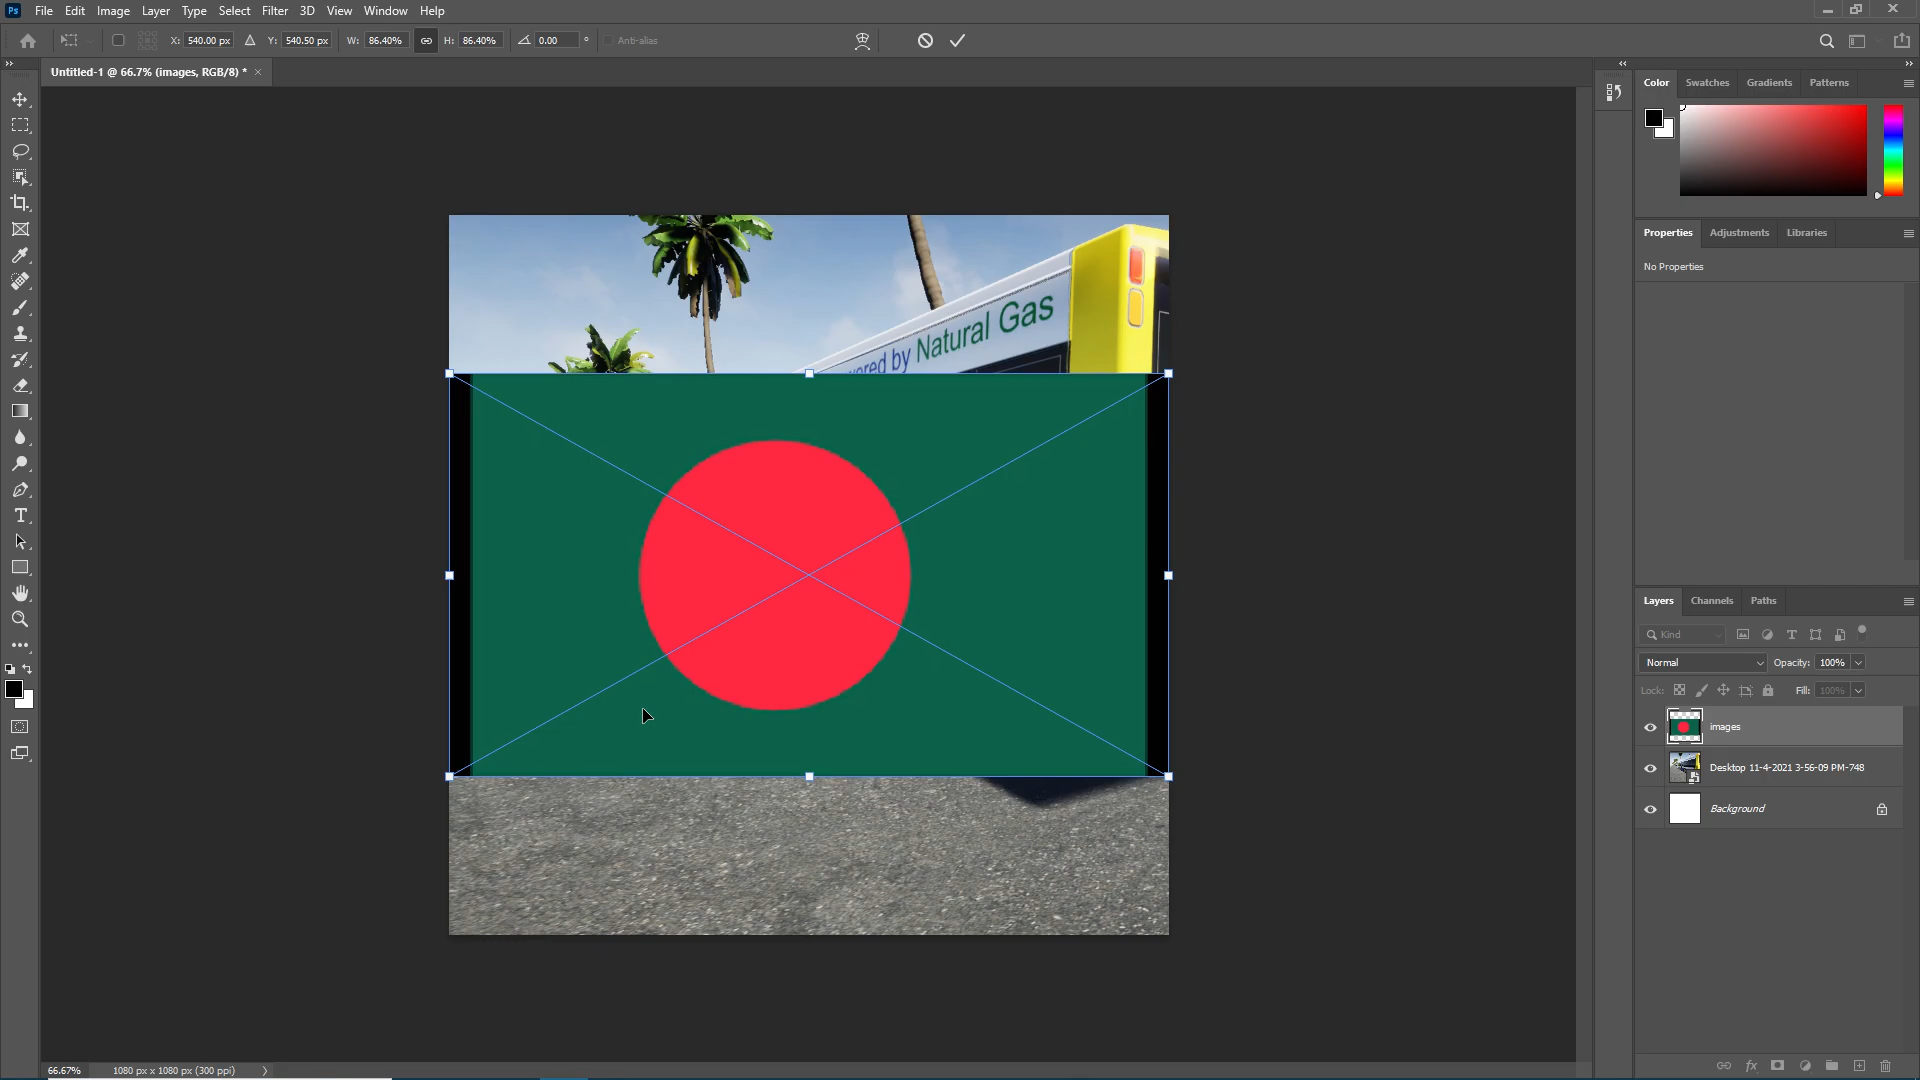 Ps File Edit Image Layer Type Select Filter 3D View Window Help
X: 540.00 px Y: 540.50 px W: 86.40% H: 86.40% 0.00 ° Anti-alias
Untitled-1 @ 66.7% (images, RGB/8) * ×
Color Swatches Gradients Patterns
Properties Adjustments Libraries
No Properties
ered by Natural Gas
Layers Channels Paths
Kind
Normal Opacity: 100%
Lock: Fill: 100%
images
Desktop 11-4-2021 3-56-09 PM-748
Background
66.67% 1080 px x 1080 px (300 ppi)